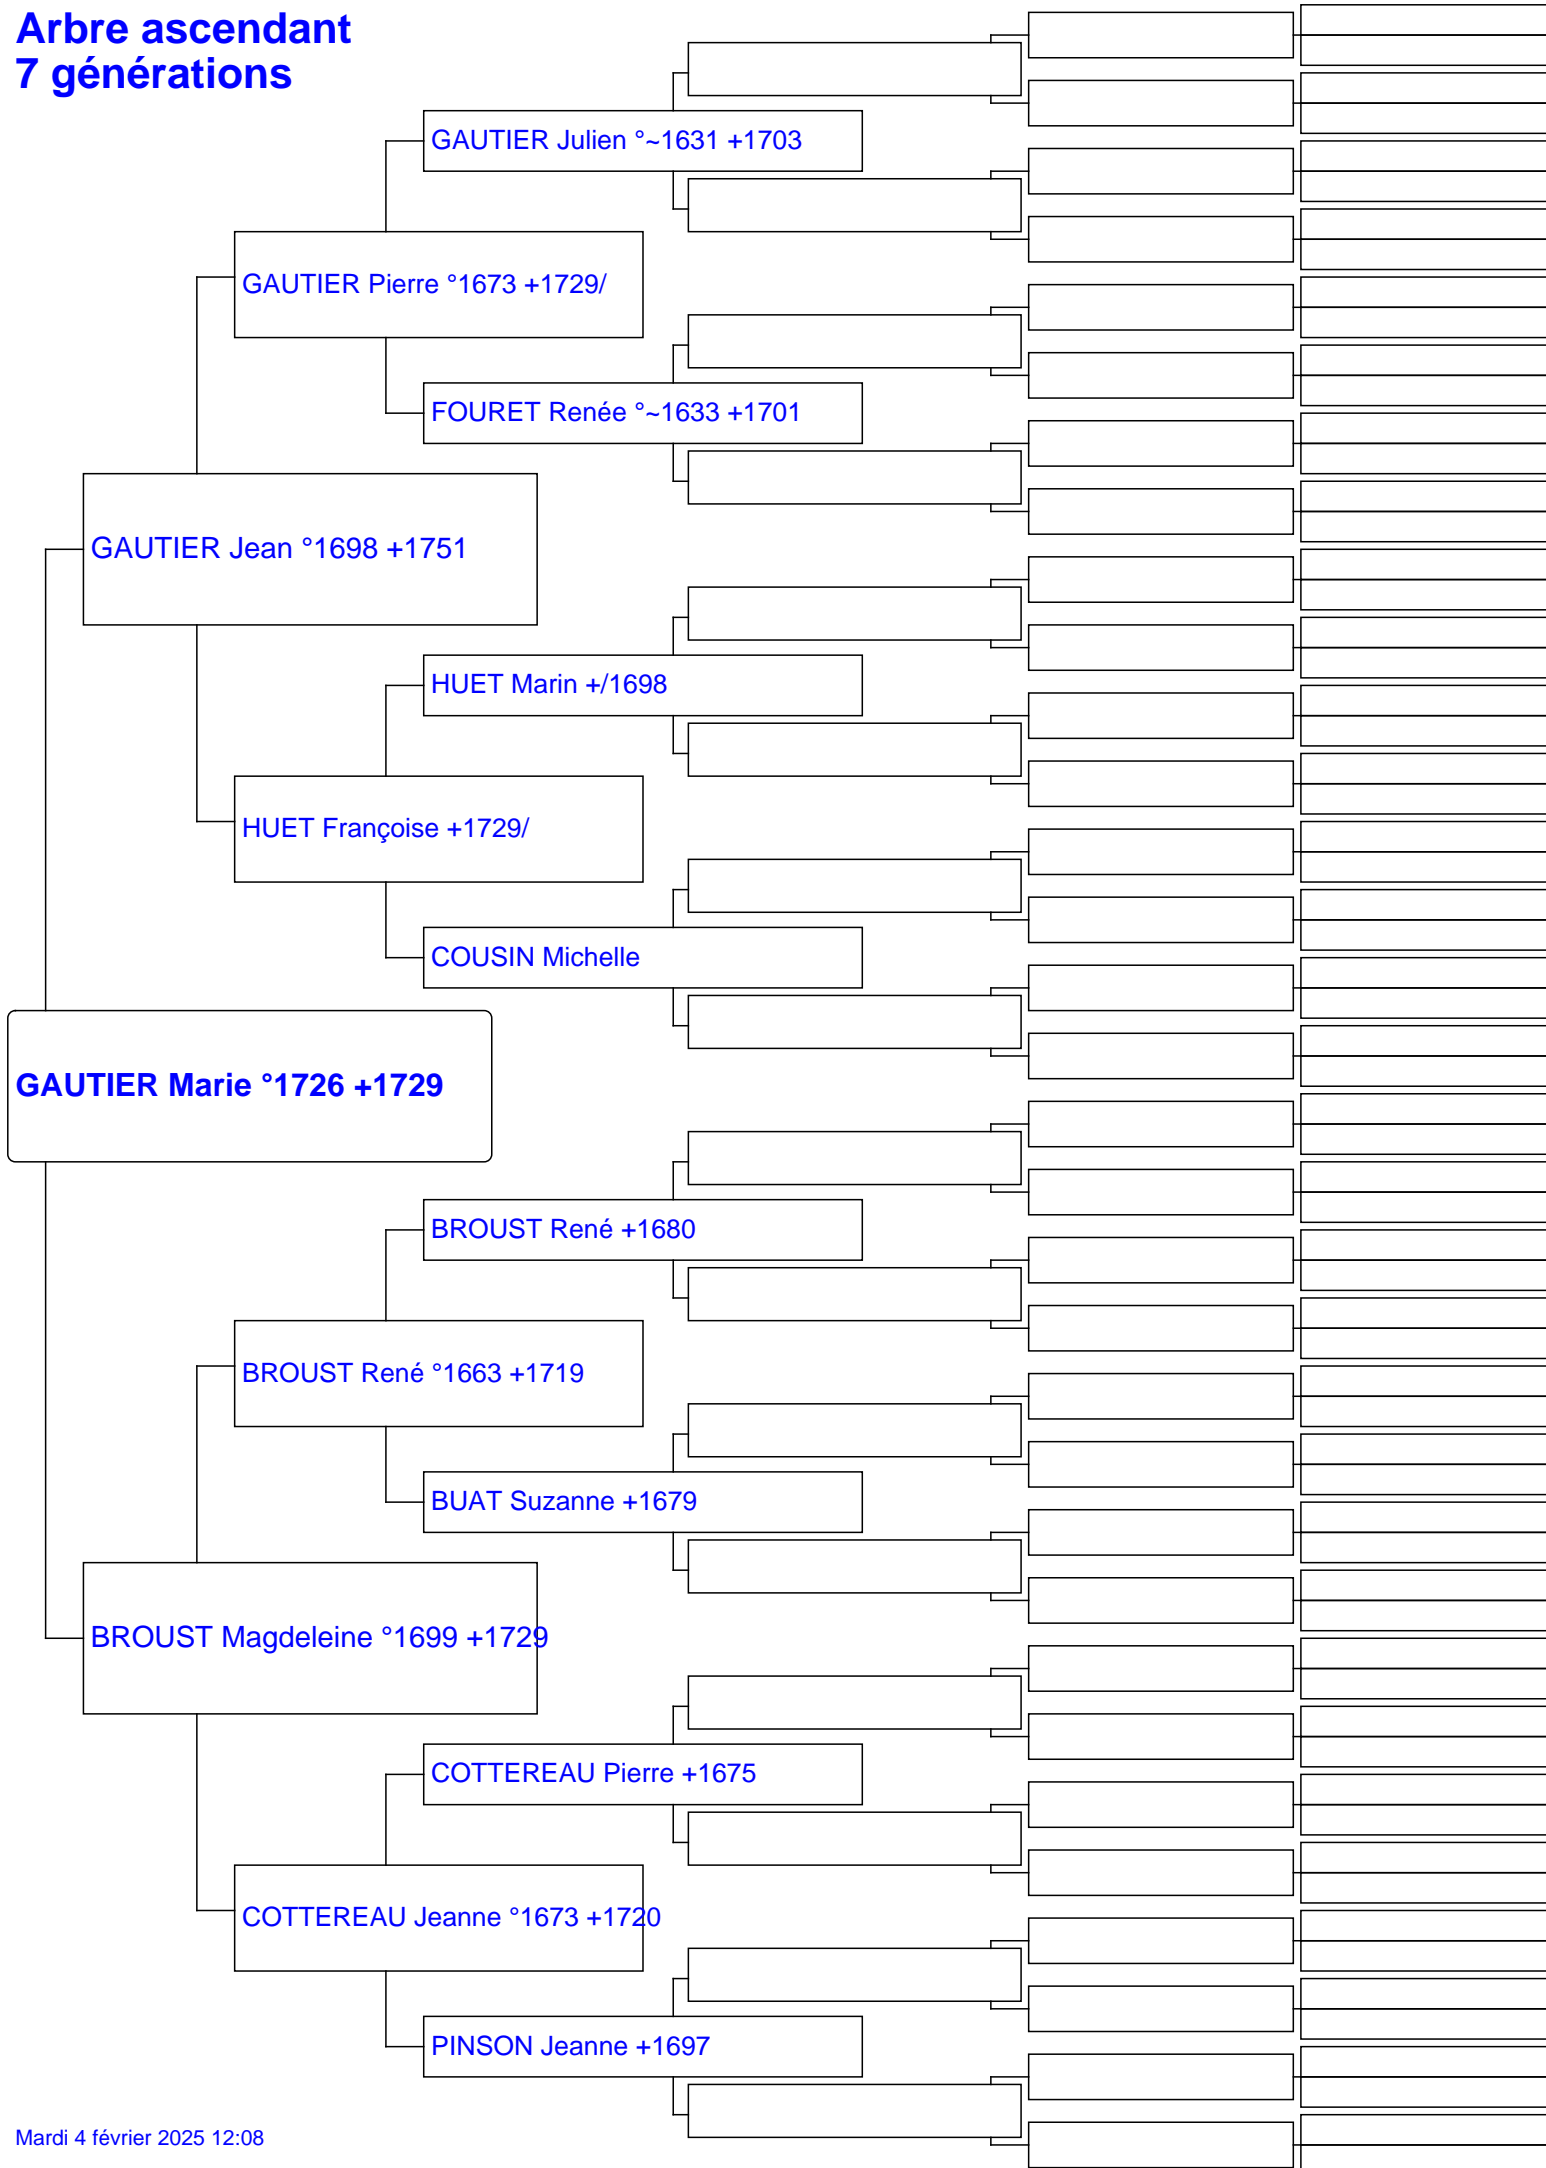 Arbre ascendant
7 générations
GAUTIER Julien °~1631 +1703
GAUTIER Pierre °1673 +1729/
FOURET Renée °~1633 +1701
GAUTIER Jean °1698 +1751
HUET Marin +/1698
HUET Françoise +1729/
COUSIN Michelle
GAUTIER Marie °1726 +1729
BROUST René +1680
BROUST René °1663 +1719
BUAT Suzanne +1679
BROUST Magdeleine °1699 +1729
COTTEREAU Pierre +1675
COTTEREAU Jeanne °1673 +1720
PINSON Jeanne +1697
Mardi 4 février 2025 12:08